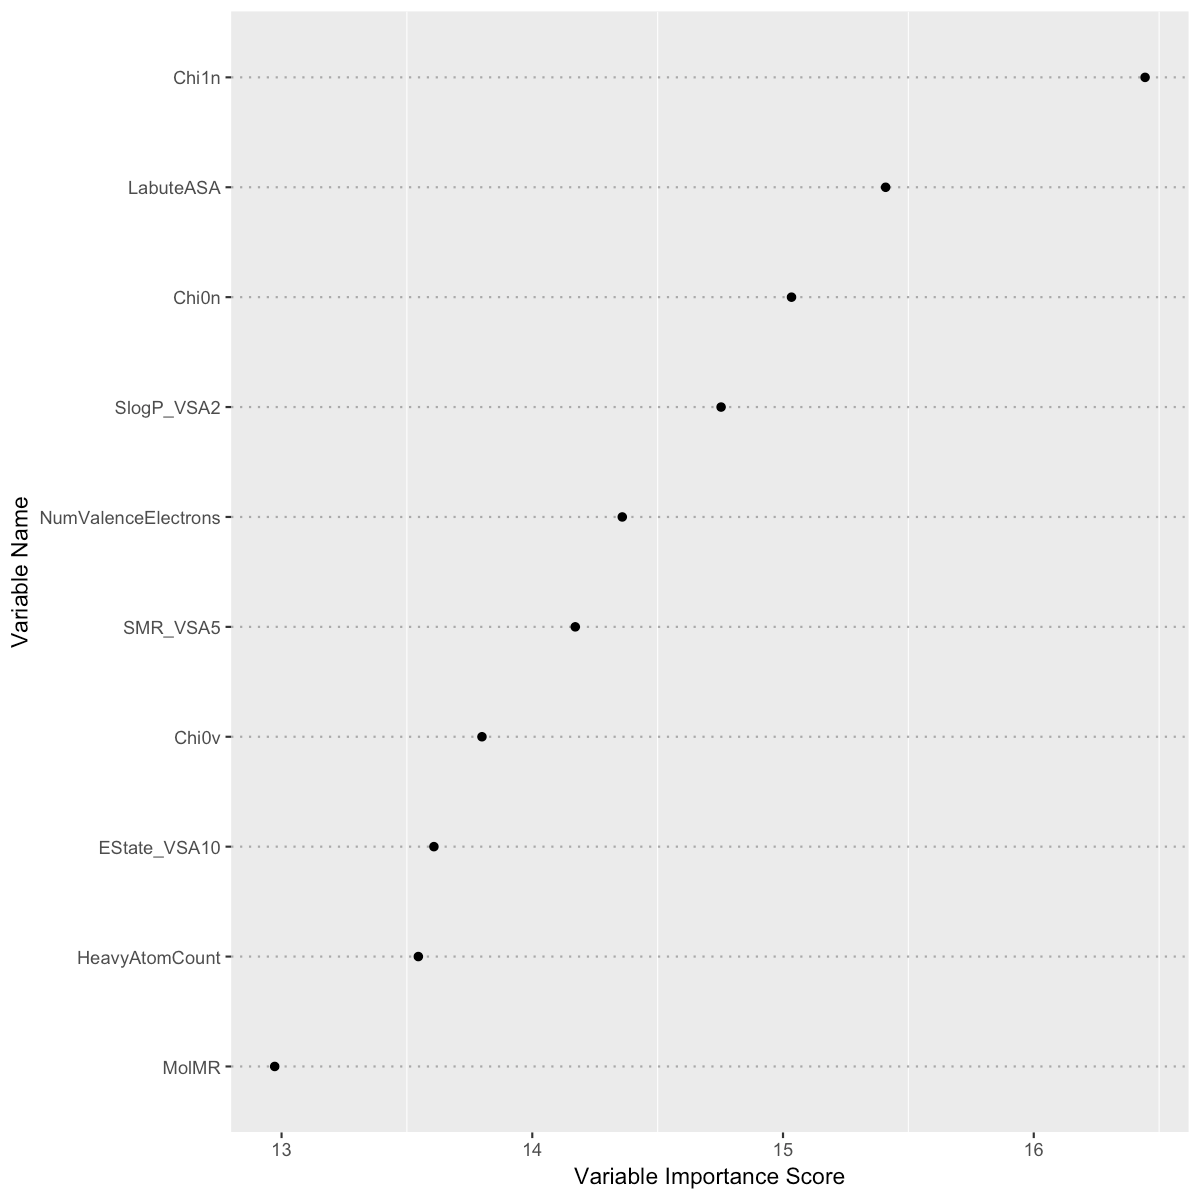 Chi1n
LabuteASA
Chi0n
SlogP_VSA2
NumValenceElectrons
SMR_VSA5
Chi0v
EState_VSA10
HeavyAtomCount
MolMR
Variable Name
13 14 15 16
Variable Importance Score